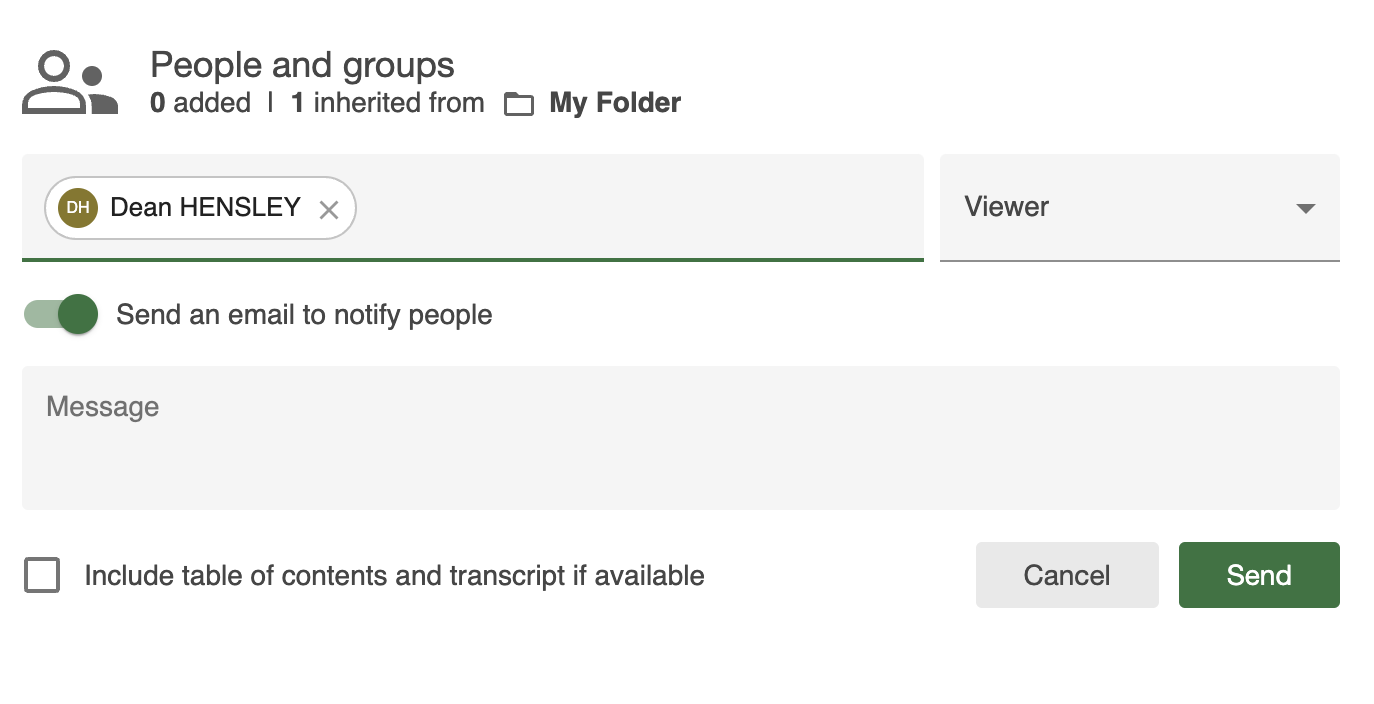 People and groups
0 added | 1 inherited from My Folder
DH Dean HENSLEY
Viewer
Send an email to notify people
Message
Include table of contents and transcript if available
Cancel
Send